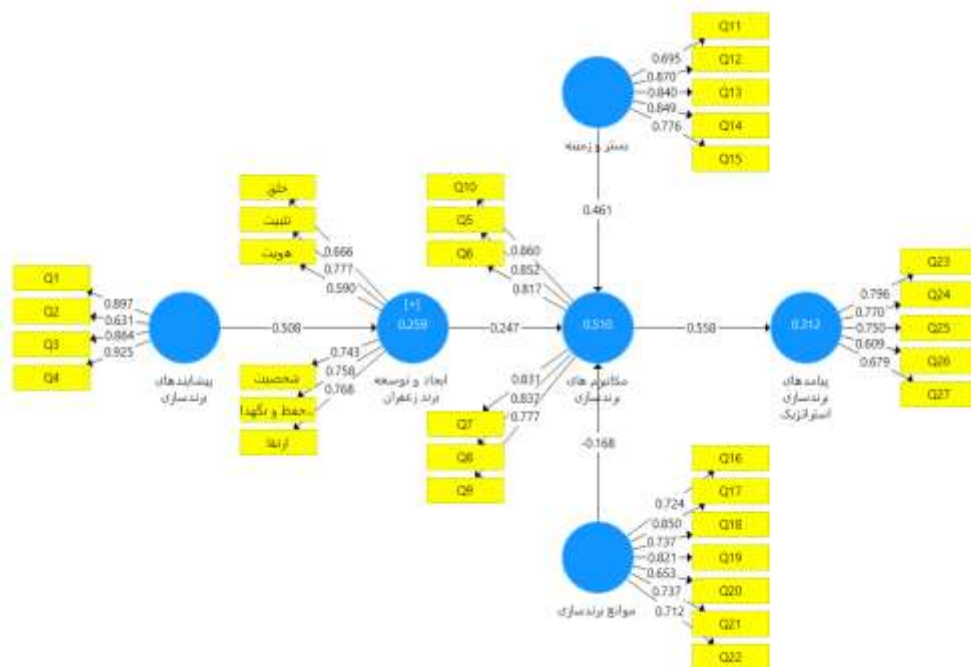 Q11
0.695
Q12
0.870
Q13
0.840
Q14
0.849
Q15
0.776
بستر و زمینه
0.461
خلق
تثبیت
هویت
0.666
0.777
0.590
Q10
Q5
Q6
0.860
0.852
0.817
Q1
Q2
Q3
Q4
0.897
0.631
0.864
0.925
پیشایندهای
برندسازی
0.508
[+]
0.259
ابعاد و توسعه
برند زعفران
0.743
0.758
0.768
شخصیت
حفظ و نگهدا...
ارتقا
0.247
0.510
مکانیزم های
برندسازی
0.831
0.837
0.777
Q7
Q8
Q9
0.558
0.312
پیامدهای
برندسازی
استراتژیک
0.796
0.770
0.750
0.609
0.679
Q23
Q24
Q25
Q26
Q27
-0.168
موانع برندسازی
0.724
0.850
0.737
0.821
0.653
0.737
0.712
Q16
Q17
Q18
Q19
Q20
Q21
Q22